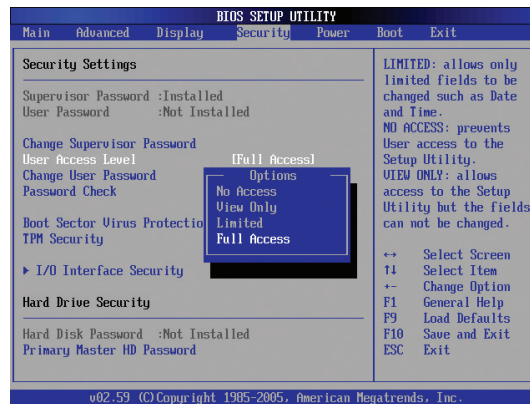 BIOS SETUP UTILITY
Main Advanced Display Security Power Boot Exit
Security Settings
Supervisor Password :Installed
User Password :Not Installed
Change Supervisor Password
User Access Level [Full Access]
Change User Password
Password Check
Boot Sector Virus Protectio
TPM Security
I/O Interface Security
Hard Drive Security
Hard Disk Password :Not Installed
Primary Master HD Password
Options
No Access
View Only
Limited
Full Access
LIMITED: allows only
limited fields to be
changed such as Date
and Time.
NO ACCESS: prevents
User access to the
Setup Utility.
VIEW ONLY: allows
access to the Setup
Utility but the fields
can not be changed.
↔ Select Screen
↑↓ Select Item
+- Change Option
F1 General Help
F9 Load Defaults
F10 Save and Exit
ESC Exit
v02.59 (C)Copyright 1985-2005, American Megatrends, Inc.